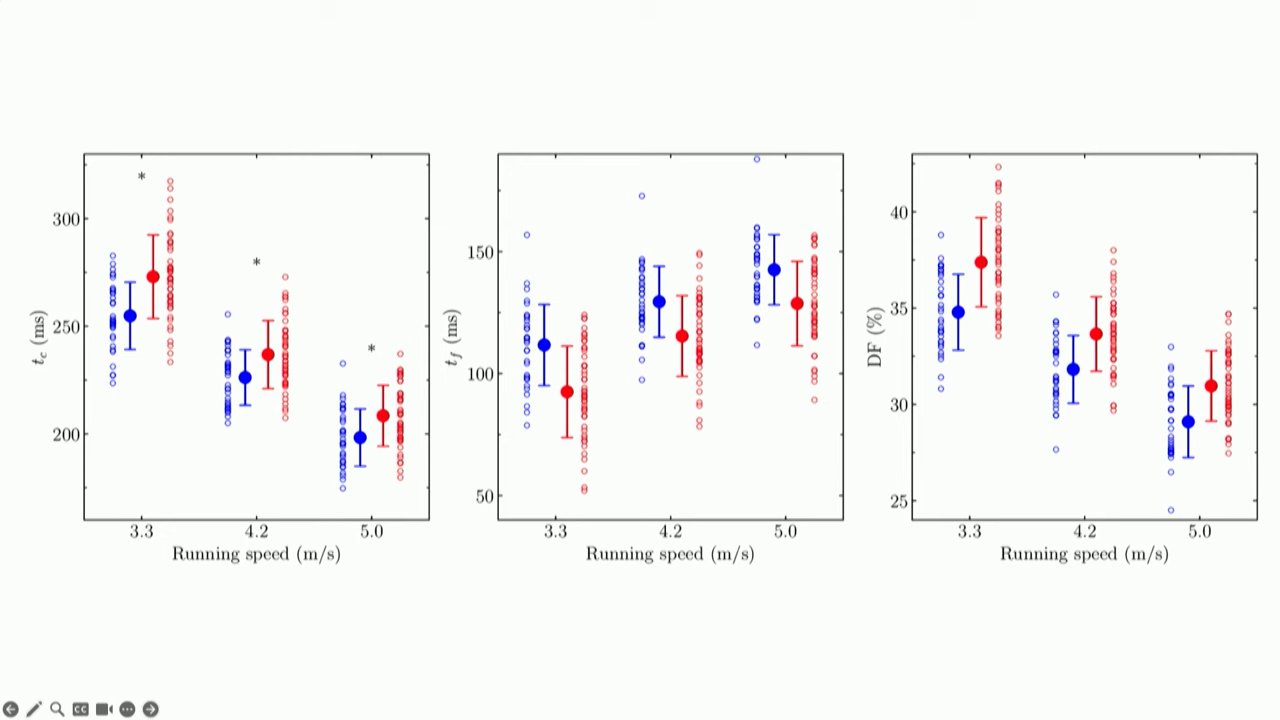 *
*
*
300
250
200
t_c (ms)
3.3 4.2 5.0
Running speed (m/s)
150
100
50
t_f (ms)
3.3 4.2 5.0
Running speed (m/s)
40
35
30
25
DF (%)
3.3 4.2 5.0
Running speed (m/s)
CC